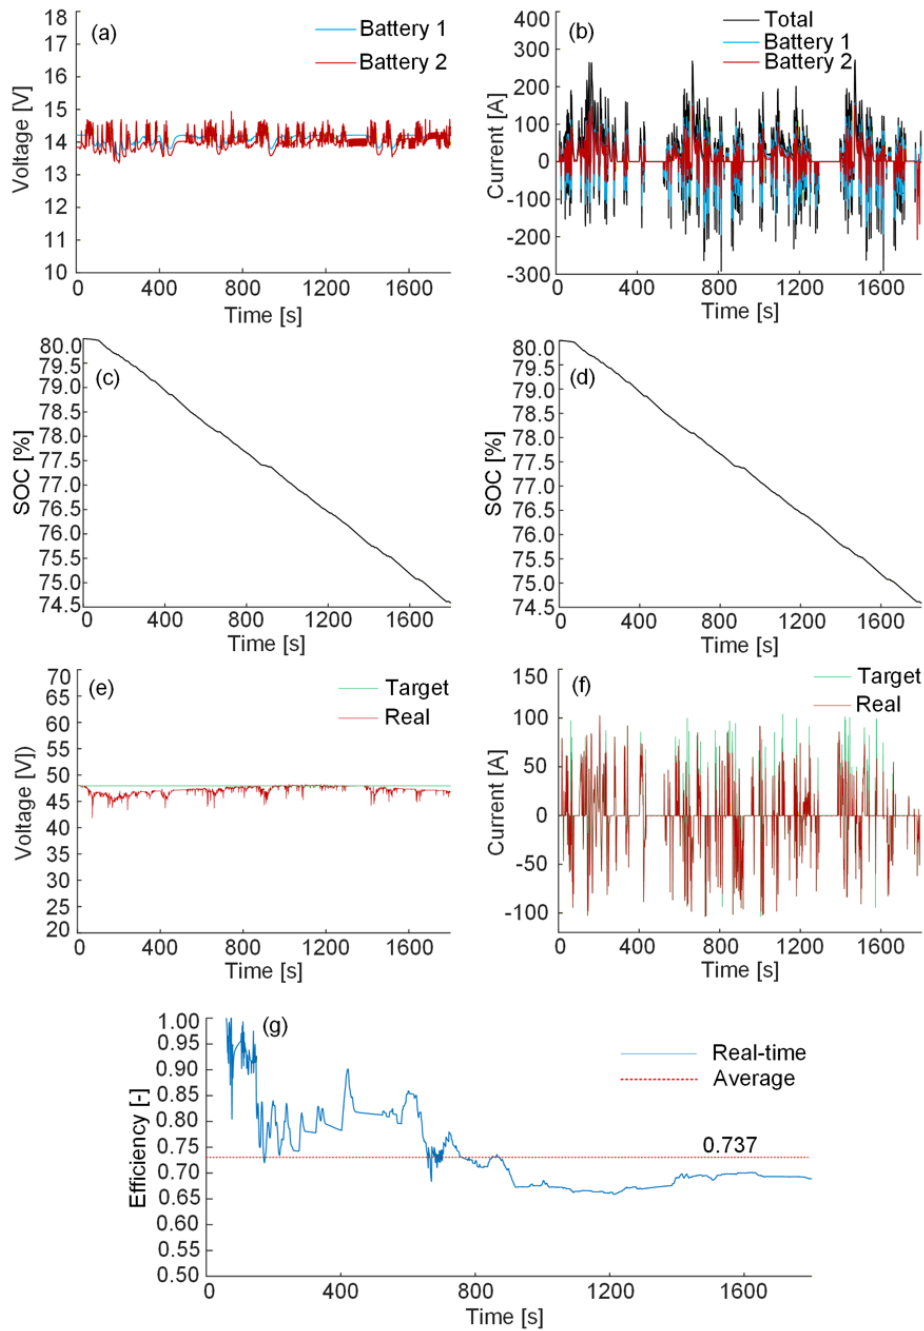 (a)
Battery 1
Battery 2
Voltage [V]
18
17
16
15
14
13
12
11
10
0 400 800 1200 1600
Time [s]
(b)
Total
Battery 1
Battery 2
Current [A]
400
300
200
100
0
-100
-200
-300
0 400 800 1200 1600
Time [s]
(c)
SOC [%]
80.0
79.5
79.0
78.5
78.0
77.5
77.0
76.5
76.0
75.5
75.0
74.5
0 400 800 1200 1600
Time [s]
(d)
SOC [%]
80.0
79.5
79.0
78.5
78.0
77.5
77.0
76.5
76.0
75.5
75.0
74.5
0 400 800 1200 1600
Time [s]
(e)
Target
Real
Voltage [V])
70
65
60
55
50
45
40
35
30
25
20
0 400 800 1200 1600
Time [s]
(f)
Target
Real
Current [A]
150
100
50
0
-50
-100
0 400 800 1200 1600
Time [s]
(g)
Real-time
Average
0.737
Efficiency [-]
1.00
0.95
0.90
0.85
0.80
0.75
0.70
0.65
0.60
0.55
0.50
0 400 800 1200 1600
Time [s]